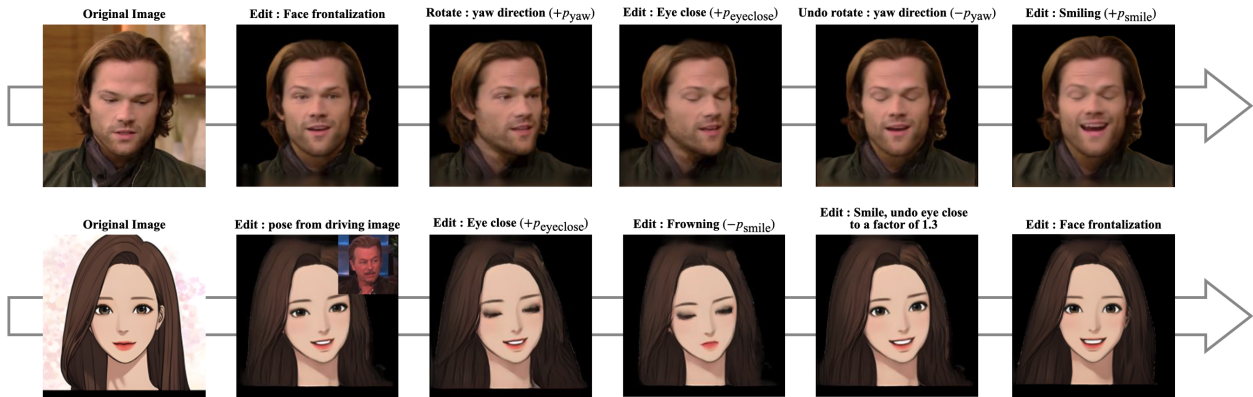 Original Image
Edit : Face frontalization
Rotate : yaw direction (+p_yaw)
Edit : Eye close (+p_eyeclose)
Undo rotate : yaw direction (−p_yaw)
Edit : Smiling (+p_smile)
Original Image
Edit : pose from driving image
Edit : Eye close (+p_eyeclose)
Edit : Frowning (−p_smile)
Edit : Smile, undo eye close
to a factor of 1.3
Edit : Face frontalization